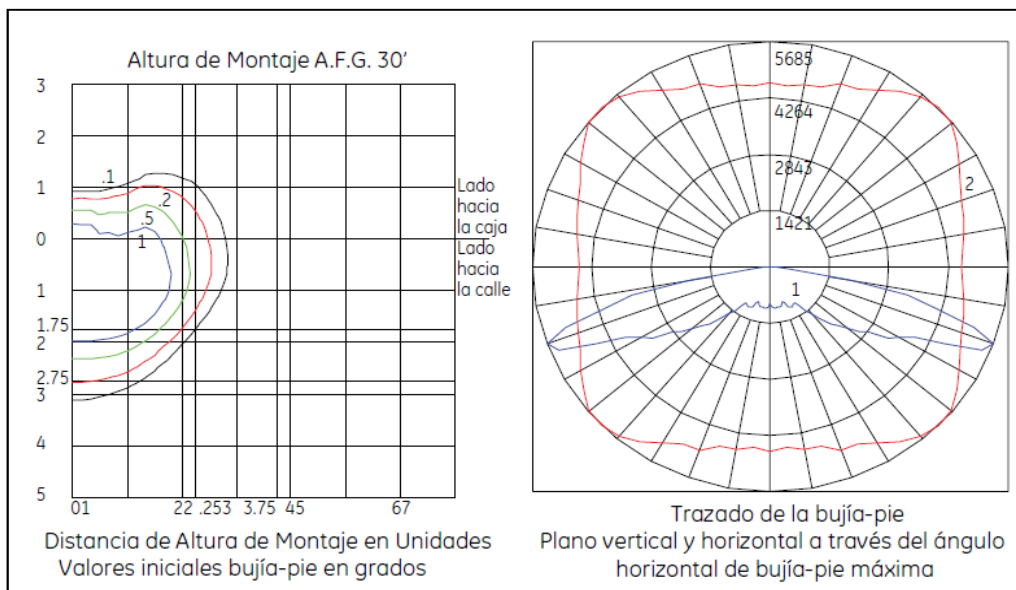 Altura de Montaje A.F.G. 30'
3
2
1
0
1
1.75
2
2.75
3
4
5
.1
.2
.5
1
Lado
hacia
la caja
Lado
hacia
la calle
01 22 .253 3.75 45 67
Distancia de Altura de Montaje en Unidades
Valores iniciales bujía-pie en grados
5685
4264
2843
1421
2
1
Trazado de la bujía-pie
Plano vertical y horizontal a través del ángulo
horizontal de bujía-pie máxima